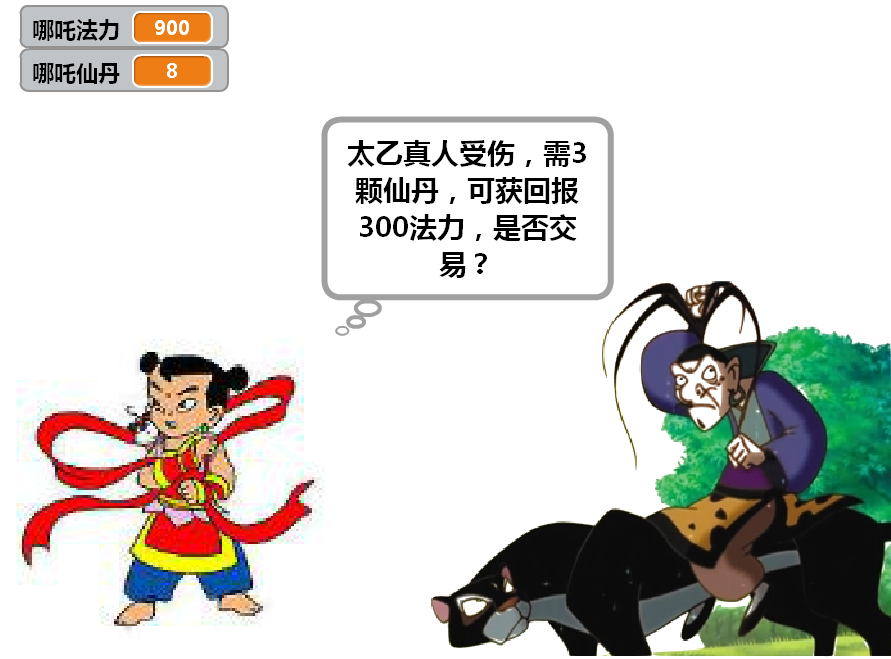 哪吒法力 900
哪吒仙丹 8
太乙真人受伤，需3
颗仙丹，可获回报
300法力，是否交
易？